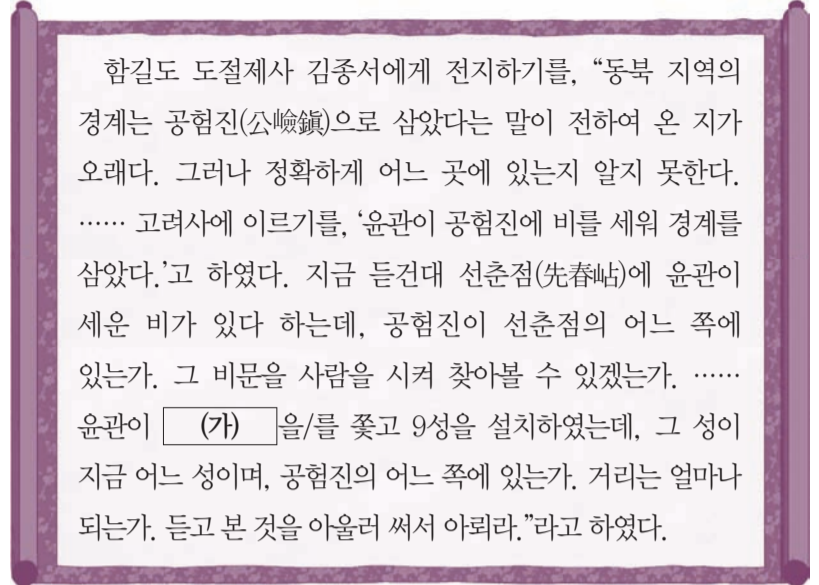 함길도 도절제사 김종서에게 전지하기를, “동북 지역의
경계는 공험진(公嶮鎭)으로 삼았다는 말이 전하여 온 지가
오래다. 그러나 정확하게 어느 곳에 있는지 알지 못한다.
…… 고려사에 이르기를, ‘윤관이 공험진에 비를 세워 경계를
삼았다.’고 하였다. 지금 듣건대 선춘점(先春岾)에 윤관이
세운 비가 있다 하는데, 공험진이 선춘점의 어느 쪽에
있는가. 그 비문을 사람을 시켜 찾아볼 수 있겠는가. ……
윤관이 (가) 을/를 쫓고 9성을 설치하였는데, 그 성이
지금 어느 성이며, 공험진의 어느 쪽에 있는가. 거리는 얼마나
되는가. 듣고 본 것을 아울러 써서 아뢰라.”라고 하였다.